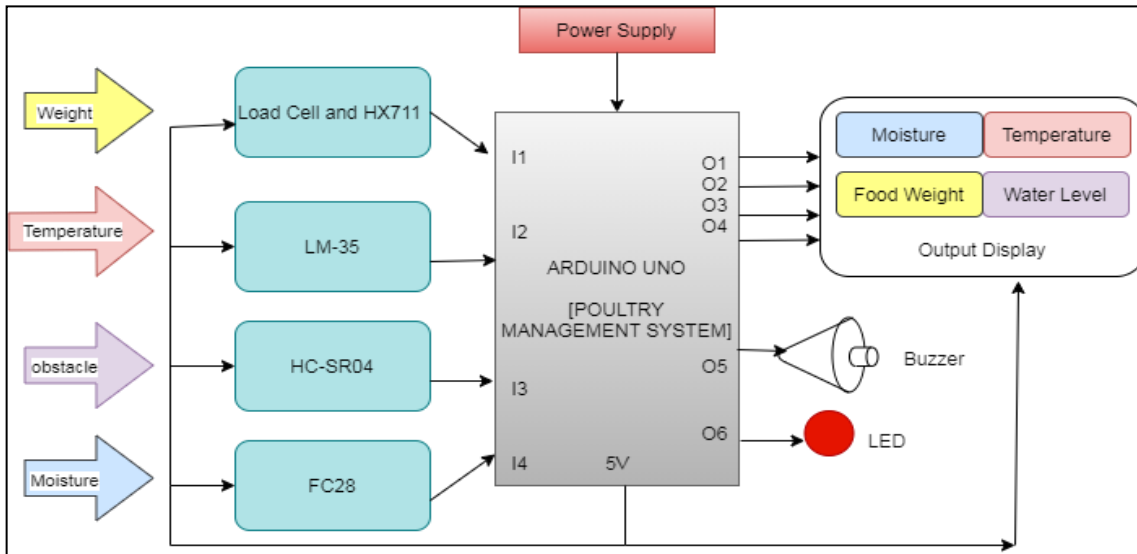 Power Supply
Weight
Load Cell and HX711
I1
O1
O2
O3
O4
Moisture
Temperature
Food Weight
Water Level
Output Display
Temperature
LM-35
I2
ARDUINO UNO
[POULTRY
MANAGEMENT SYSTEM]
obstacle
HC-SR04
I3
O5
Buzzer
O6
LED
Moisture
FC28
I4
5V